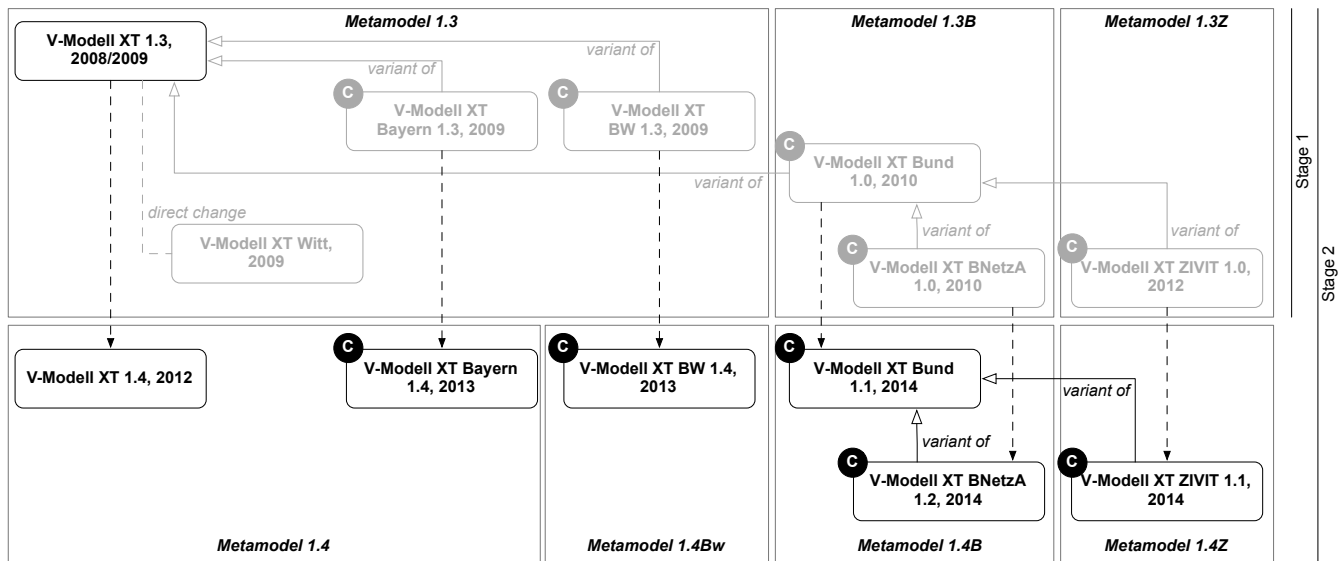 Metamodel 1.3
Metamodel 1.3B
Metamodel 1.3Z
V-Modell XT 1.3,
2008/2009
variant of
variant of
C
V-Modell XT
Bayern 1.3, 2009
C
V-Modell XT
BW 1.3, 2009
C
V-Modell XT Bund
1.0, 2010
variant of
direct change
V-Modell XT Witt,
2009
variant of
variant of
C
V-Modell XT BNetzA
1.0, 2010
C
V-Modell XT ZIVIT 1.0,
2012
Stage 1
Stage 2
V-Modell XT 1.4, 2012
C
V-Modell XT Bayern
1.4, 2013
C
V-Modell XT BW 1.4,
2013
C
V-Modell XT Bund
1.1, 2014
variant of
variant of
C
V-Modell XT BNetzA
1.2, 2014
C
V-Modell XT ZIVIT 1.1,
2014
Metamodel 1.4
Metamodel 1.4Bw
Metamodel 1.4B
Metamodel 1.4Z